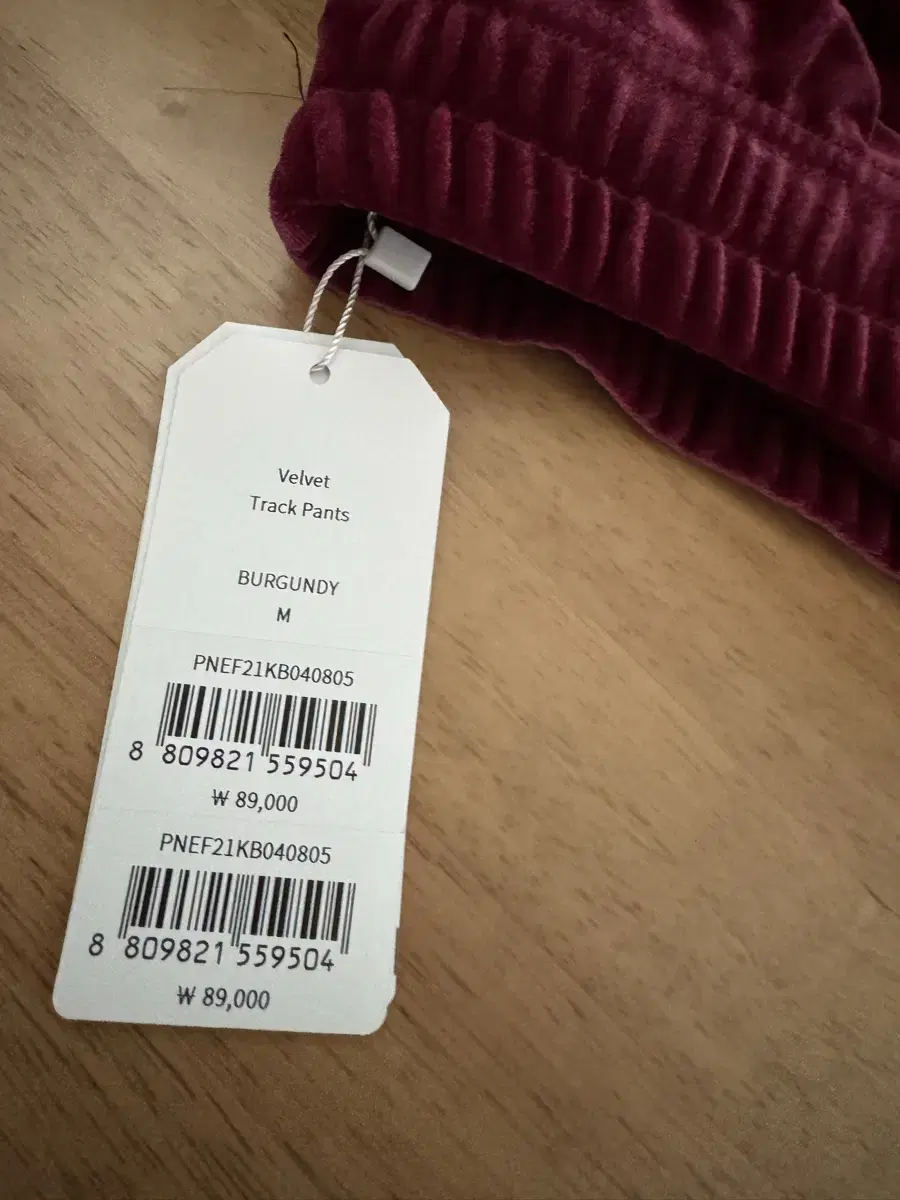 Velvet
Track Pants
BURGUNDY
M
PNEF21KB040805
8 809821 559504
₩ 89,000
PNEF21KB040805
8 809821 559504
₩ 89,000